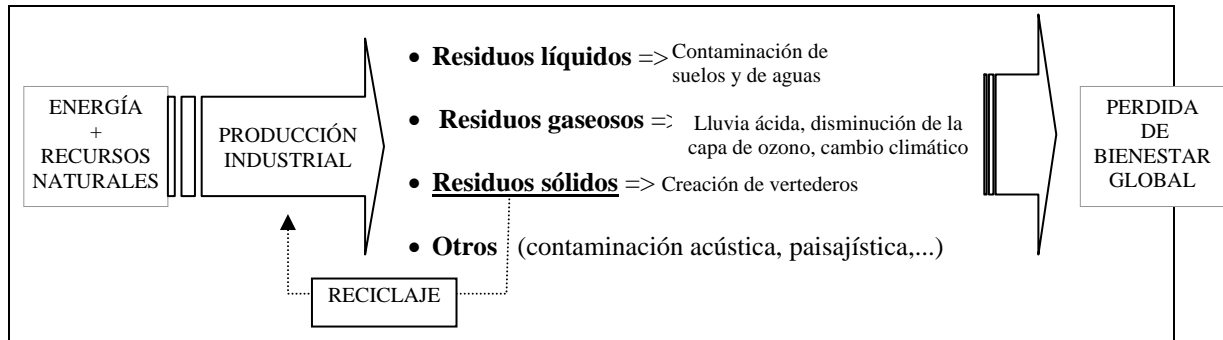 ENERGÍA
+
RECURSOS
NATURALES
PRODUCCIÓN
INDUSTRIAL
• Residuos líquidos => Contaminación de
suelos y de aguas
• Residuos gaseosos => Lluvia ácida, disminución de la
capa de ozono, cambio climático
• Residuos sólidos => Creación de vertederos
• Otros (contaminación acústica, paisajística,...)
RECICLAJE
PERDIDA
DE
BIENESTAR
GLOBAL